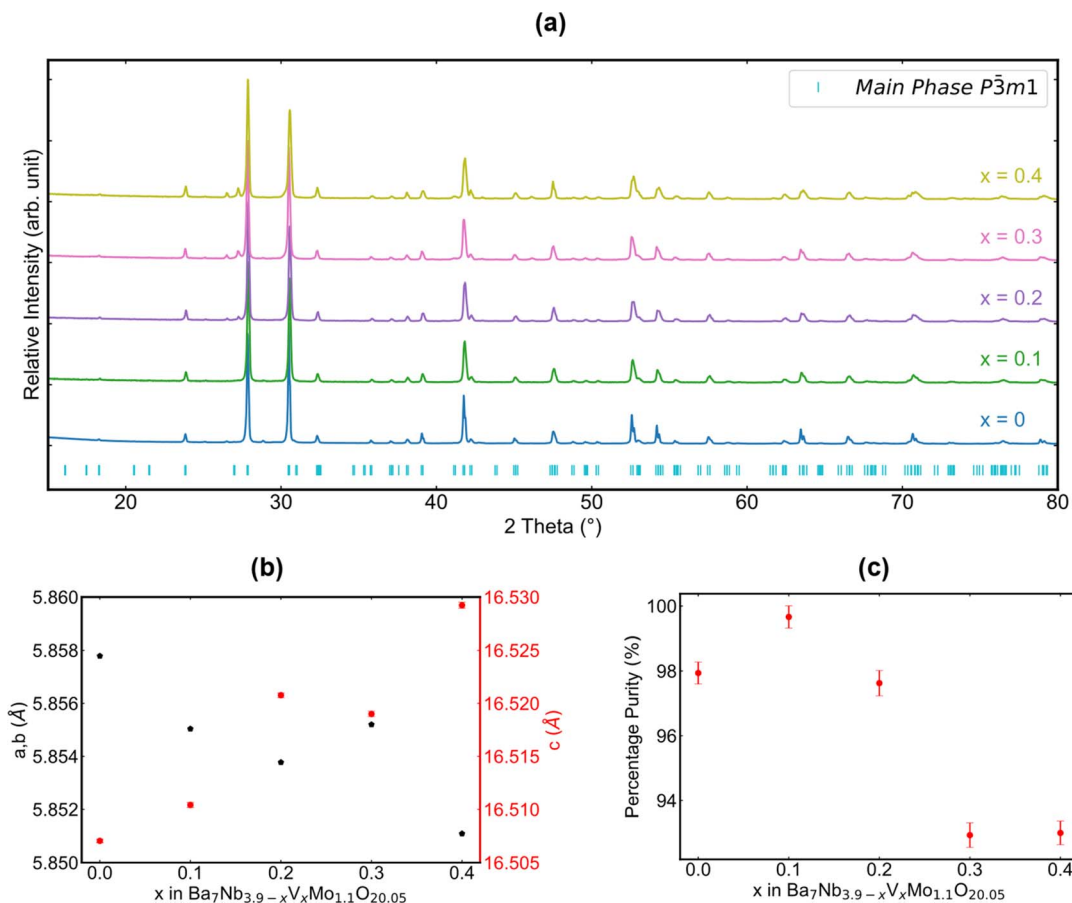 (a)
Relative Intensity (arb. unit)
Main Phase P3̄m1
x = 0.4
x = 0.3
x = 0.2
x = 0.1
x = 0
20 30 40 50 60 70 80
2 Theta (°)
(b)
a,b (Å)
5.860
5.858
5.856
5.854
5.852
5.850
16.530
16.525
16.520
16.515
16.510
16.505
c (Å)
0.0 0.1 0.2 0.3 0.4
x in Ba₇Nb₃.₉₋ₓVₓMo₁.₁O₂₀.₀₅
(c)
Percentage Purity (%)
100
98
96
94
0.0 0.1 0.2 0.3 0.4
x in Ba₇Nb₃.₉₋ₓVₓMo₁.₁O₂₀.₀₅